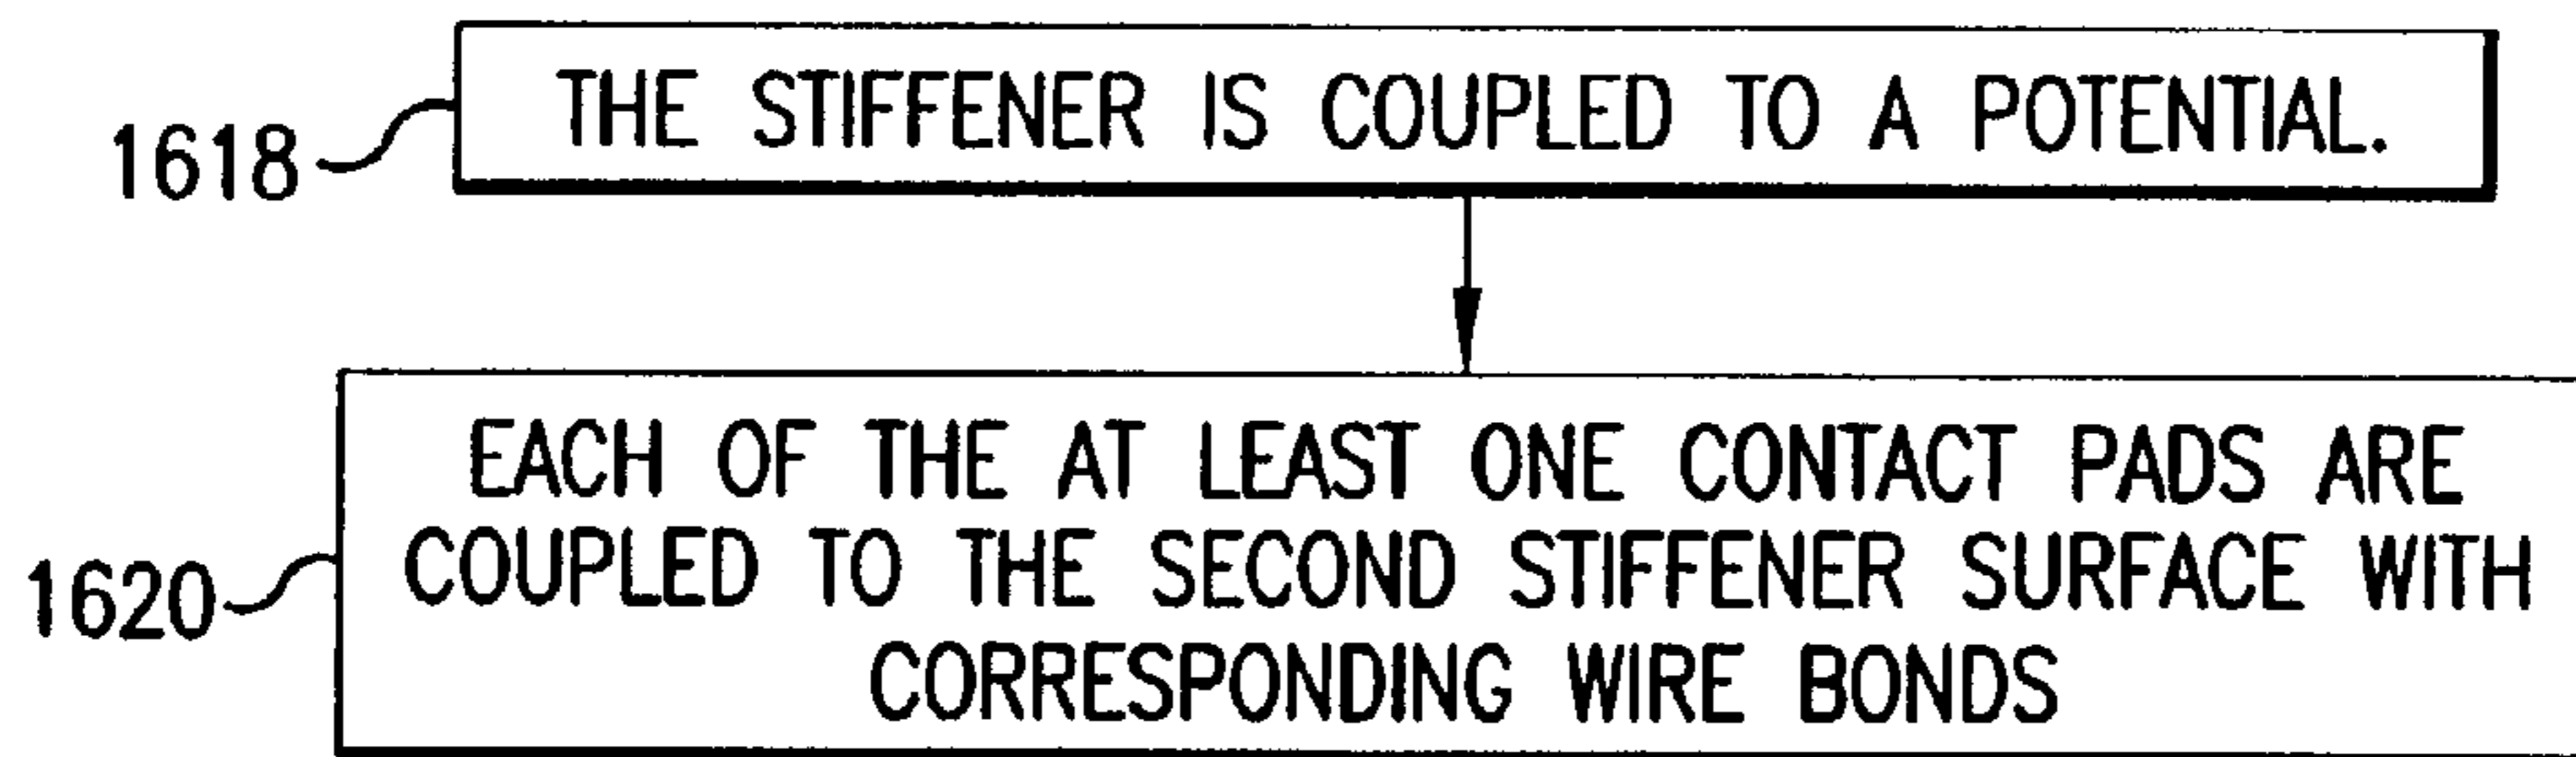 1618 THE STIFFENER IS COUPLED TO A POTENTIAL.
EACH OF THE AT LEAST ONE CONTACT PADS ARE
1620 COUPLED TO THE SECOND STIFFENER SURFACE WITH
CORRESPONDING WIRE BONDS